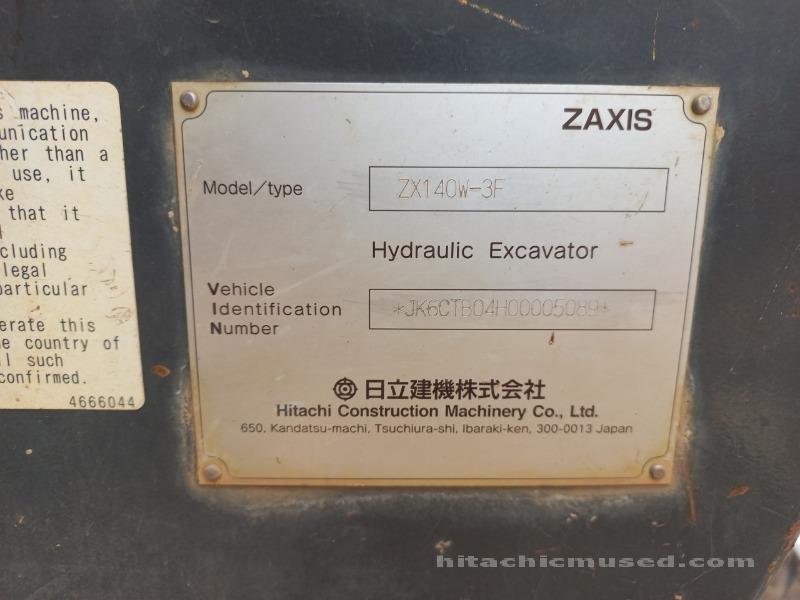 s machine,
unication
her than a
use, it
ke
that it
cluding
legal
particular
erate this
e country of
l such
confirmed.
4666044
ZAXIS
Model/type
ZX140W-3F
Hydraulic Excavator
Vehicle
Identification
Number
*JK6CTB04H00005089*
日立建機株式会社
Hitachi Construction Machinery Co., Ltd.
650, Kandatsu-machi, Tsuchiura-shi, Ibaraki-ken, 300-0013 Japan
hitachicmused.com